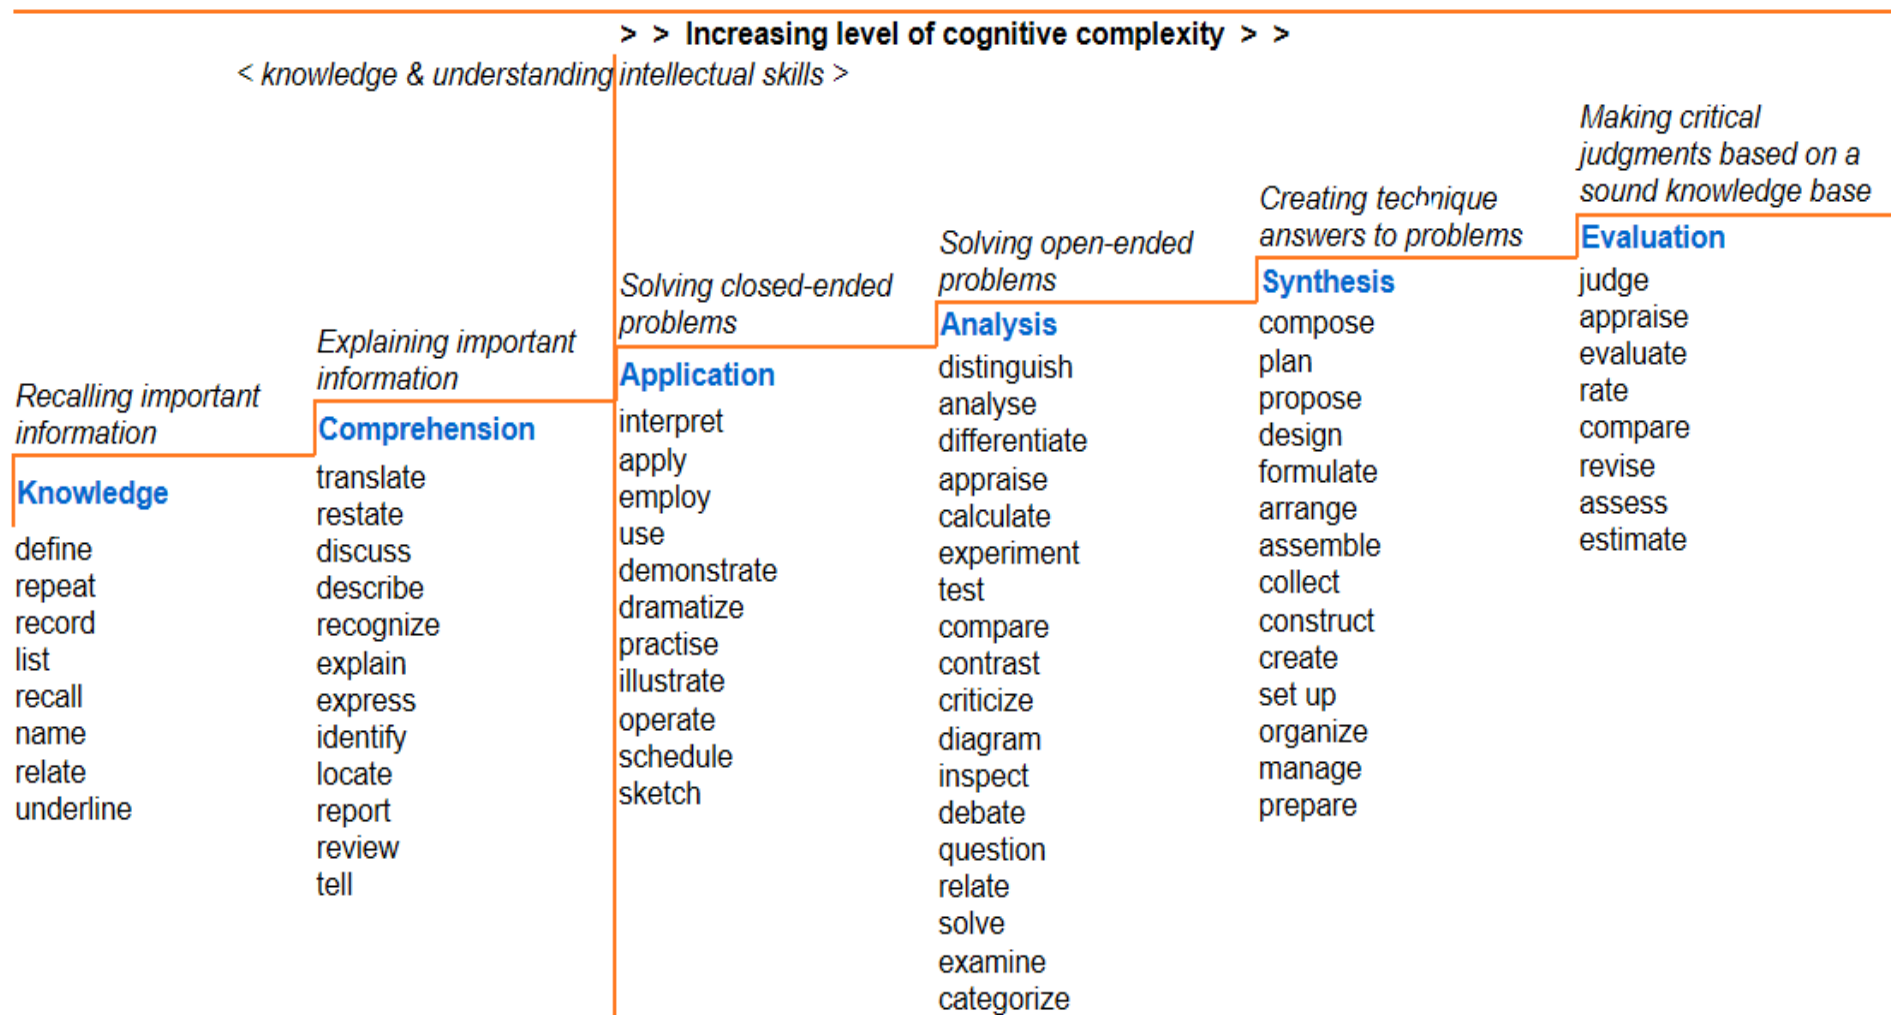 > > Increasing level of cognitive complexity > >
< knowledge & understanding intellectual skills >
Recalling important
information
Knowledge
define
repeat
record
list
recall
name
relate
underline
Explaining important
information
Comprehension
translate
restate
discuss
describe
recognize
explain
express
identify
locate
report
review
tell
Solving closed-ended
problems
Application
interpret
apply
employ
use
demonstrate
dramatize
practise
illustrate
operate
schedule
sketch
Solving open-ended
problems
Analysis
distinguish
analyse
differentiate
appraise
calculate
experiment
test
compare
contrast
criticize
diagram
inspect
debate
question
relate
solve
examine
categorize
Creating technique
answers to problems
Synthesis
compose
plan
propose
design
formulate
arrange
assemble
collect
construct
create
set up
organize
manage
prepare
Making critical
judgments based on a
sound knowledge base
Evaluation
judge
appraise
evaluate
rate
compare
revise
assess
estimate